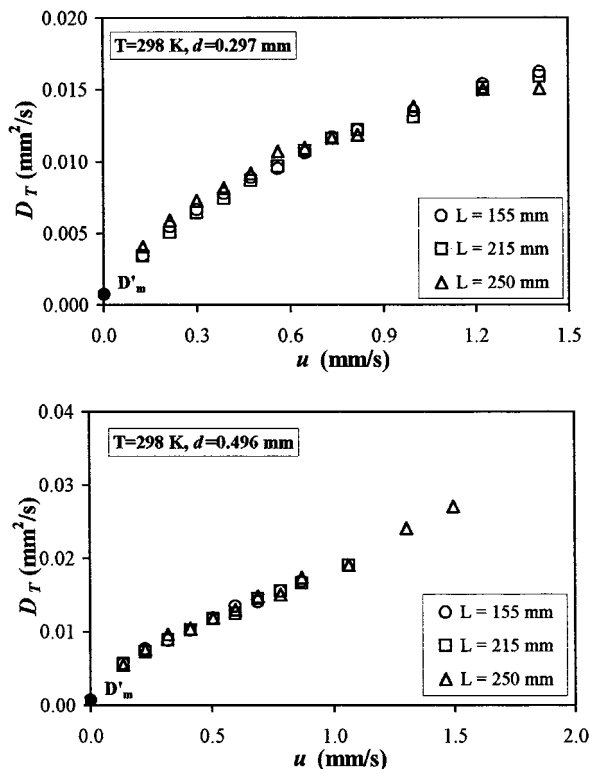 0.020
T=298 K, d=0.297 mm
0.015
0.010
0.005
0.000
D_T (mm²/s)
D'm
L = 155 mm
L = 215 mm
L = 250 mm
0.0 0.3 0.6 0.9 1.2 1.5
u (mm/s)
0.04
T=298 K, d=0.496 mm
0.03
0.02
0.01
0.00
D_T (mm²/s)
D'm
L = 155 mm
L = 215 mm
L = 250 mm
0.0 0.5 1.0 1.5 2.0
u (mm/s)